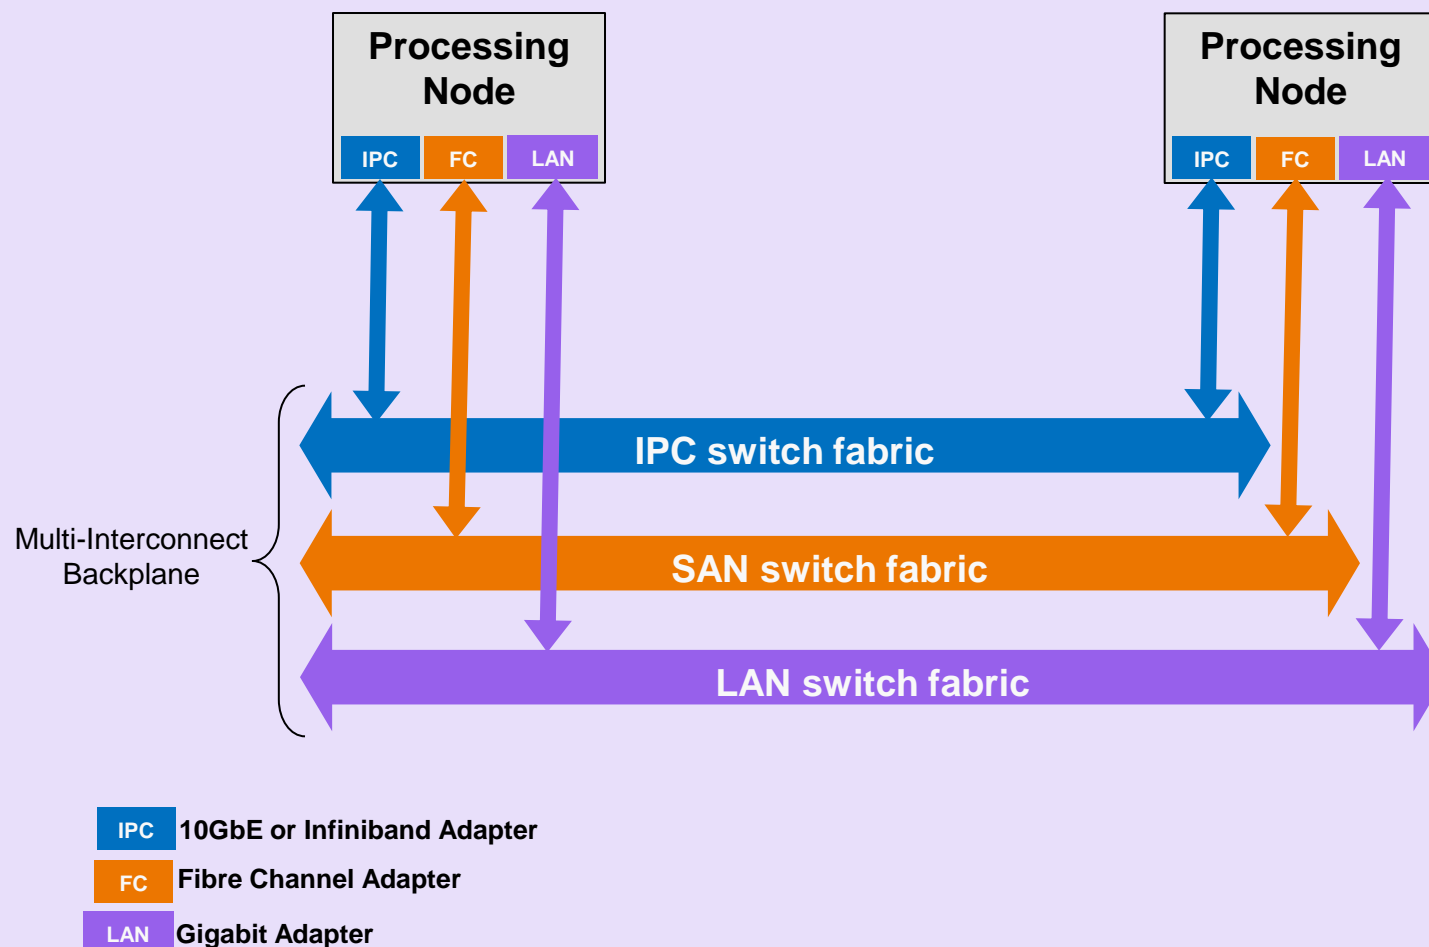 Processing
Node
IPC FC LAN
Processing
Node
IPC FC LAN
IPC switch fabric
Multi-Interconnect
Backplane
SAN switch fabric
LAN switch fabric
IPC 10GbE or Infiniband Adapter
FC Fibre Channel Adapter
LAN Gigabit Adapter